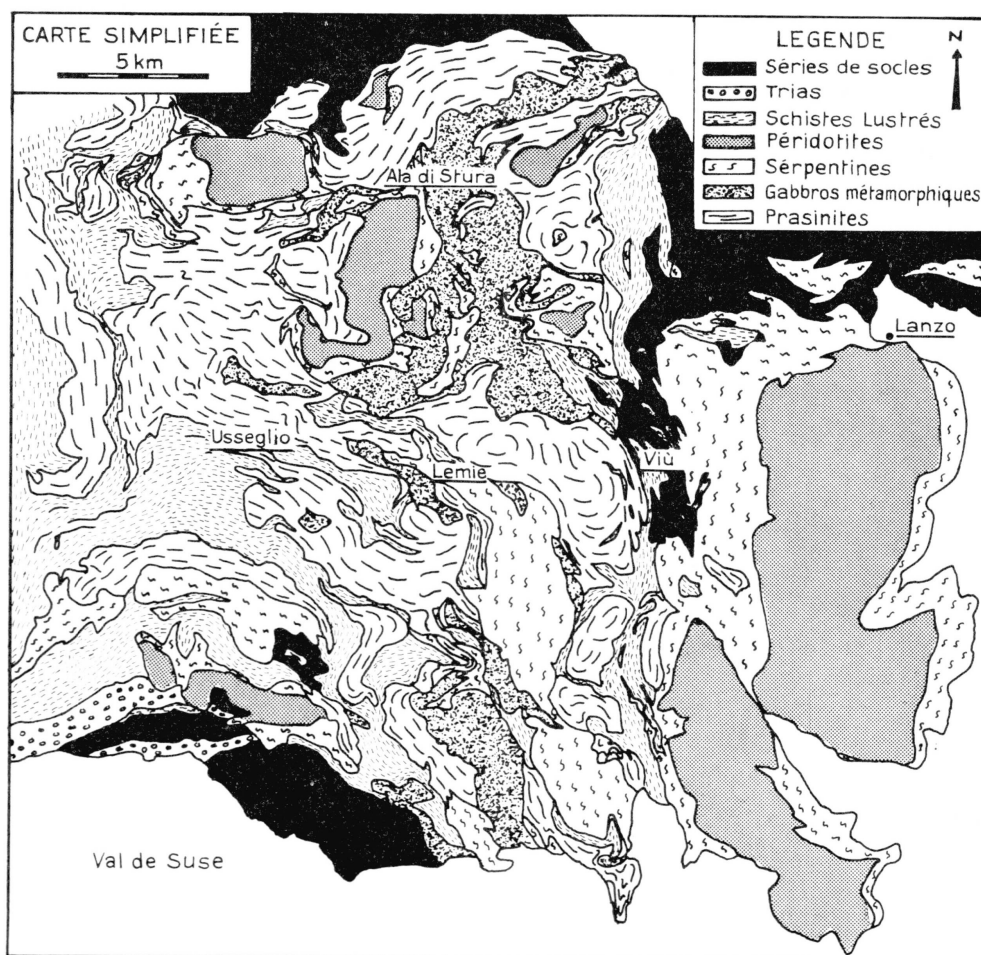 CARTE SIMPLIFIÉE
5 km
LEGENDE
N
Séries de socles
Trias
Schistes Lustrés
Péridotites
Sérpentines
Gabbros métamorphiques
Prasinites
Ala di Stura
Lanzo
Usseglio
Lemie
Viù
Val de Suse